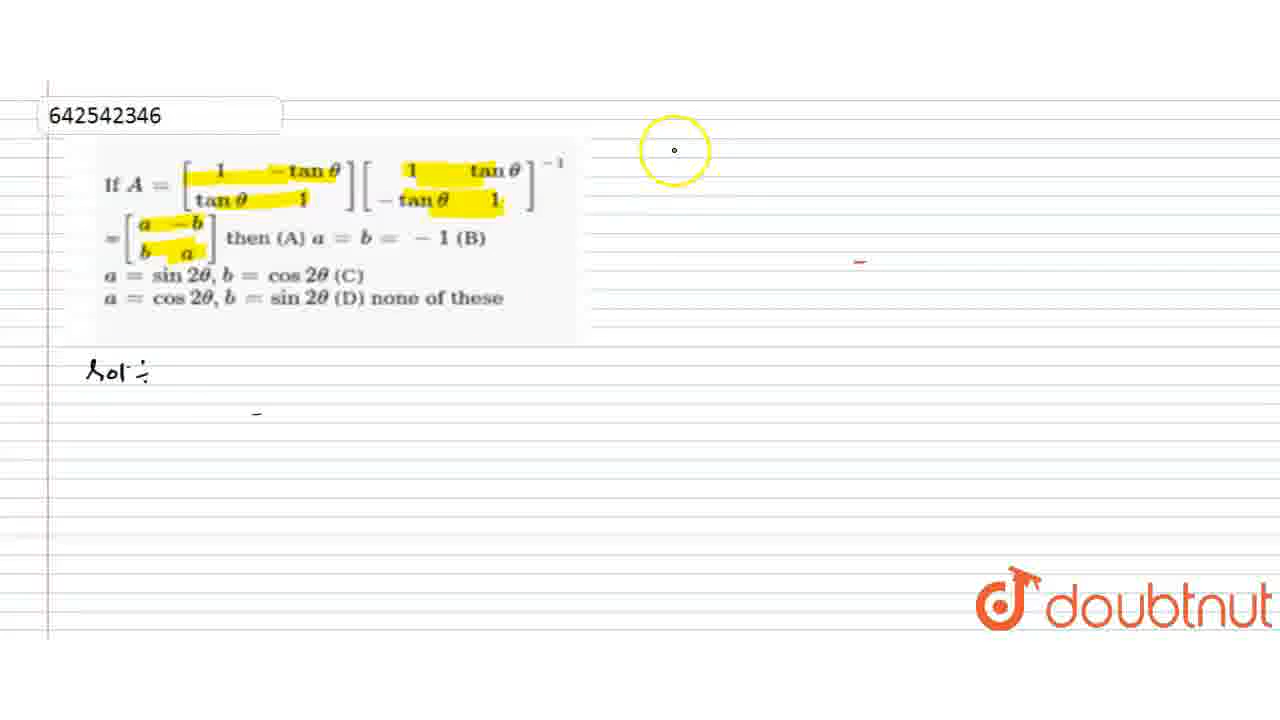 642542346
If A = [ 1 −tan θ ] [ 1 tan θ ] −1
[ tan θ 1 ] [ −tan θ 1 ]
= [ a −b ] then (A) a = b = − 1 (B)
[ b a ]
a = sin 2θ, b = cos 2θ (C)
a = cos 2θ, b = sin 2θ (D) none of these
Sol ÷
doubtnut